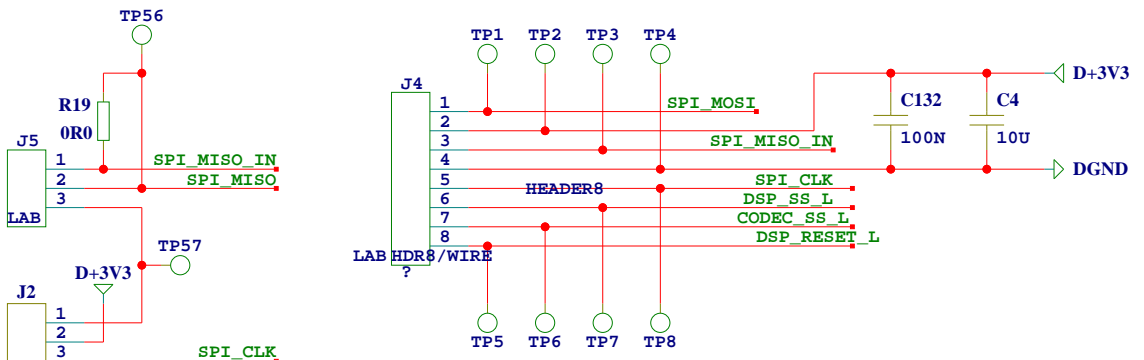 TP56
TP1 TP2 TP3 TP4
D+3V3
J4
R19
0R0
C132 C4
100N 10U
1 SPI_MOSI
2
3 SPI_MISO_IN
4 DGND
5 SPI_CLK
HEADER8
6 DSP_SS_L
7 CODEC_SS_L
8 DSP_RESET_L
LAB HDR8/WIRE
?
J5
1 SPI_MISO_IN
2 SPI_MISO
3
LAB
TP57
D+3V3
J2
1
2
3 SPI_CLK
TP5 TP6 TP7 TP8